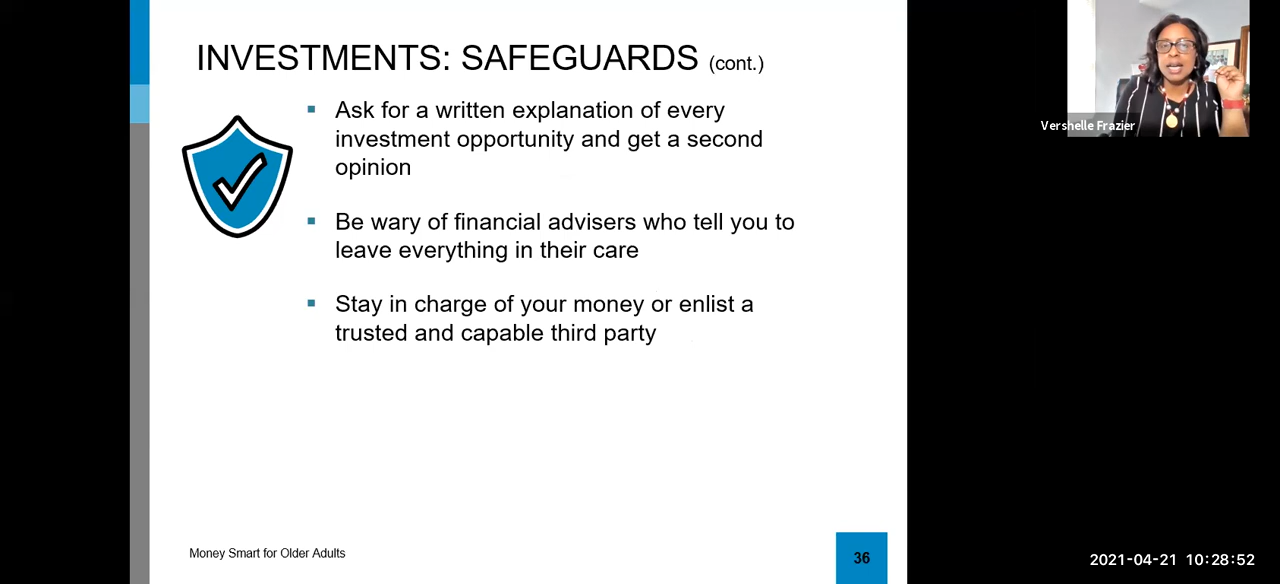 INVESTMENTS: SAFEGUARDS (cont.)
▪ Ask for a written explanation of every
investment opportunity and get a second
opinion
▪ Be wary of financial advisers who tell you to
leave everything in their care
▪ Stay in charge of your money or enlist a
trusted and capable third party
Money Smart for Older Adults
36
Vershelle Frazier
2021-04-21 10:28:52